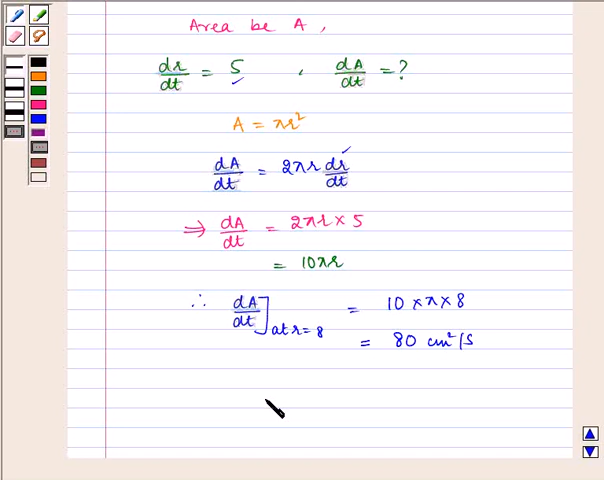 Area be A ,
dr/dt = 5 , dA/dt = ?
A = πr²
dA/dt = 2πr dr/dt
⇒ dA/dt = 2πr × 5
= 10πr
∴ dA/dt ] at r = 8 = 10 × π × 8
= 80 cm²/s